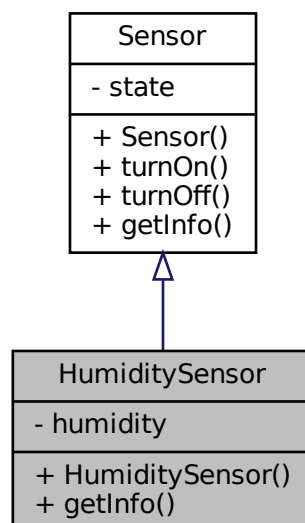 Sensor
- state
+ Sensor()
+ turnOn()
+ turnOff()
+ getInfo()
HumiditySensor
- humidity
+ HumiditySensor()
+ getInfo()